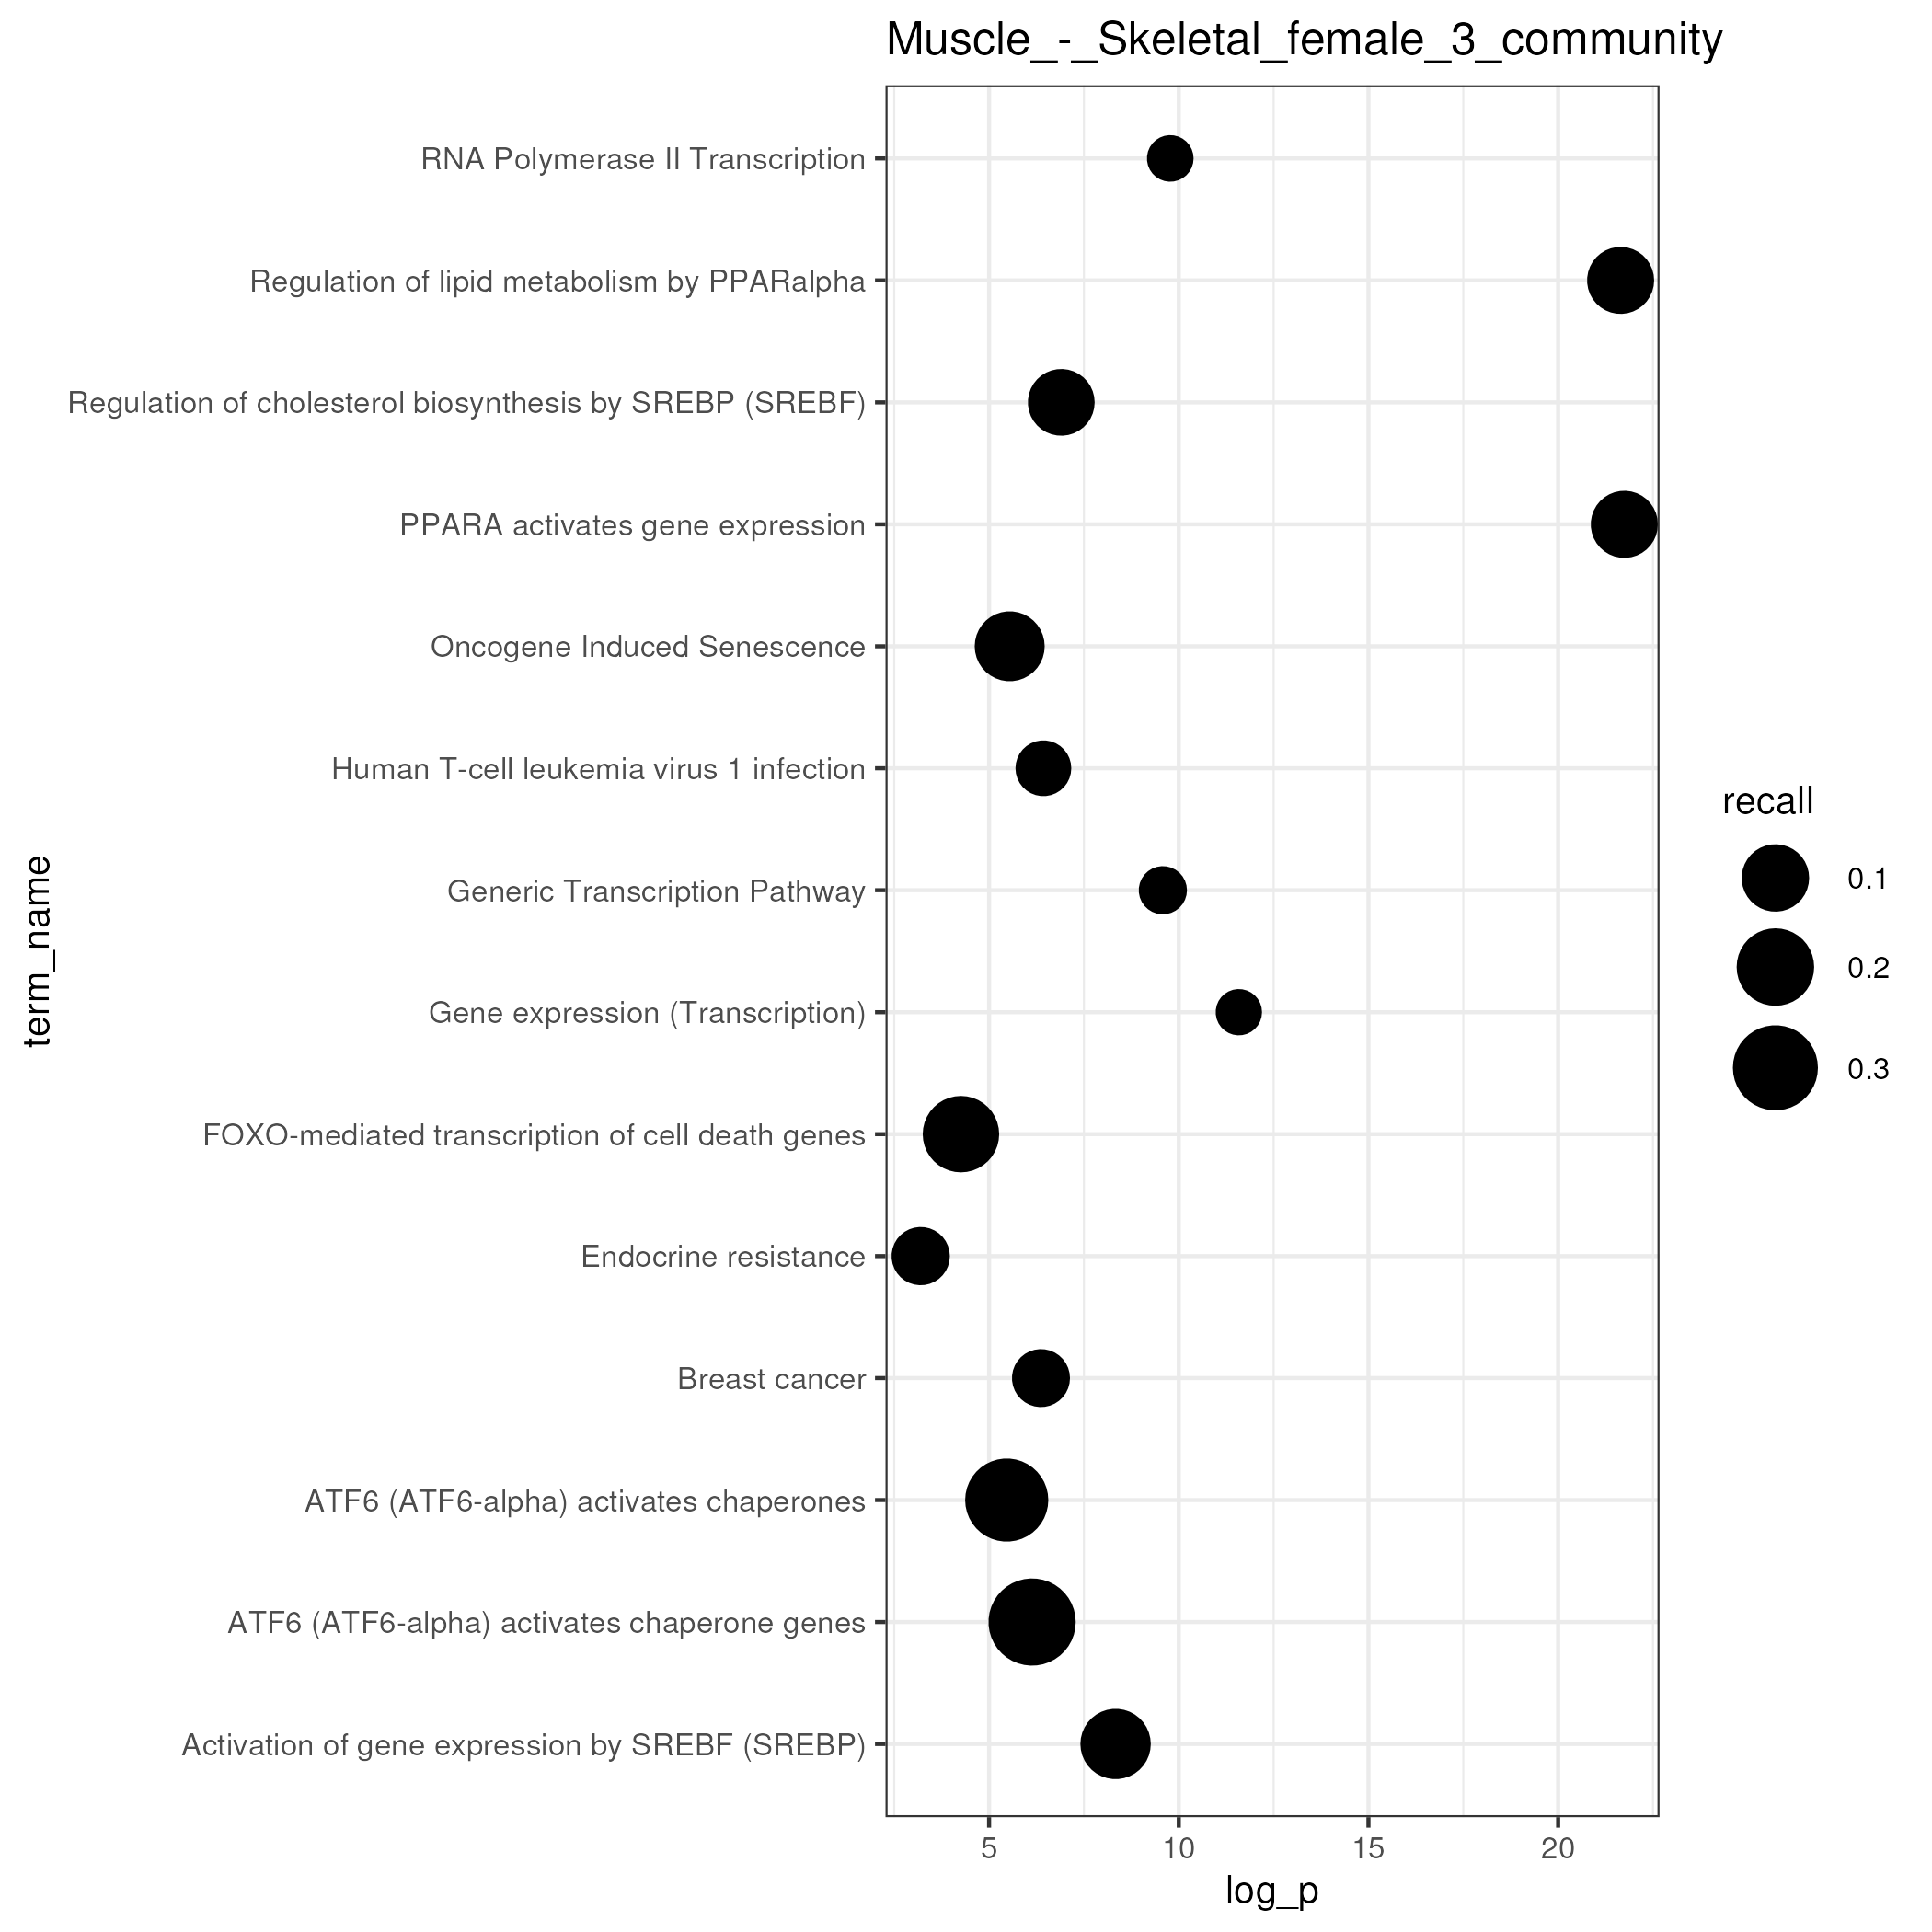 Muscle_-_Skeletal_female_3_community
RNA Polymerase II Transcription
Regulation of lipid metabolism by PPARalpha
Regulation of cholesterol biosynthesis by SREBP (SREBF)
PPARA activates gene expression
Oncogene Induced Senescence
Human T-cell leukemia virus 1 infection
Generic Transcription Pathway
Gene expression (Transcription)
FOXO-mediated transcription of cell death genes
Endocrine resistance
Breast cancer
ATF6 (ATF6-alpha) activates chaperones
ATF6 (ATF6-alpha) activates chaperone genes
Activation of gene expression by SREBF (SREBP)
term_name
5 10 15 20
log_p
recall
0.1
0.2
0.3